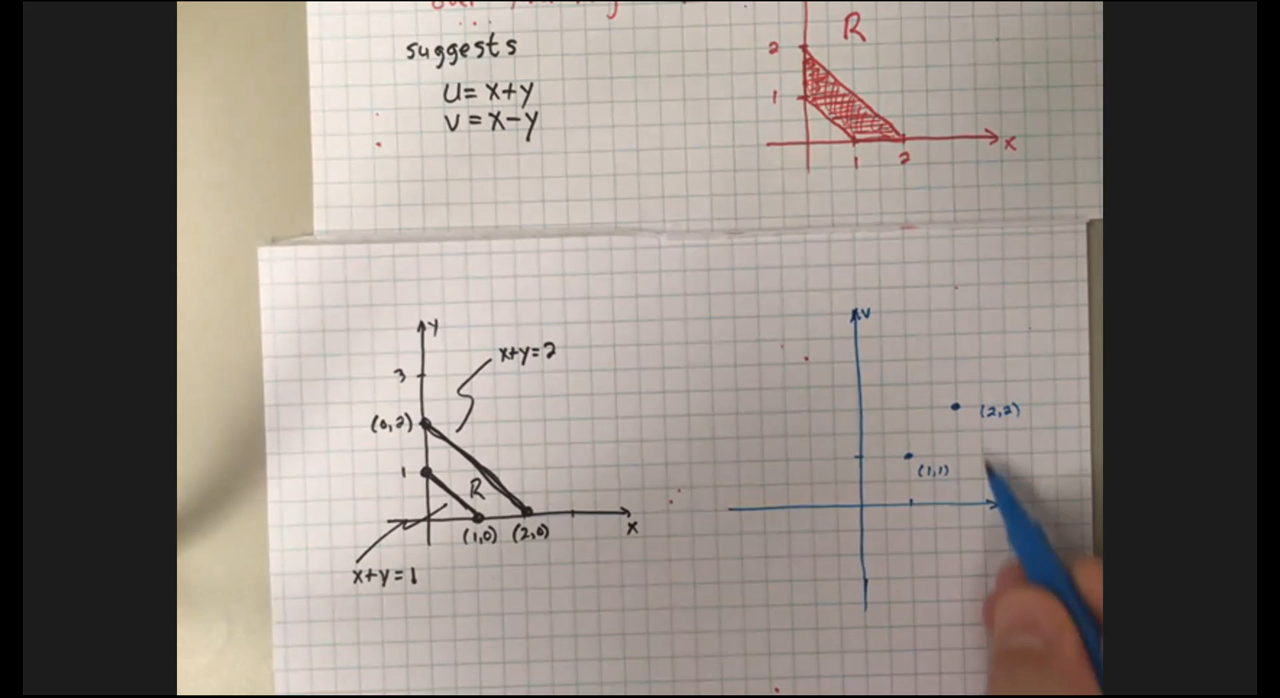 suggests
u = x+y
v = x-y
R
2
1
1
2
x
y
x+y=2
3
(0,2)
1
R
(1,0)
(2,0)
x
x+y=1
v
(2,2)
(1,1)